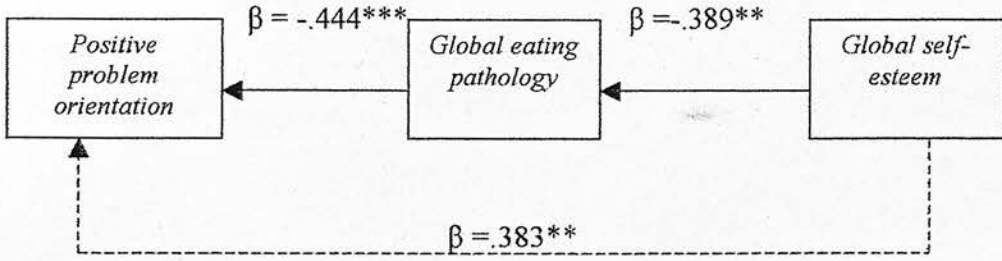 β = -.444***
β =-.389**
Positive
problem
orientation
Global eating
pathology
Global self-
esteem
β =.383**